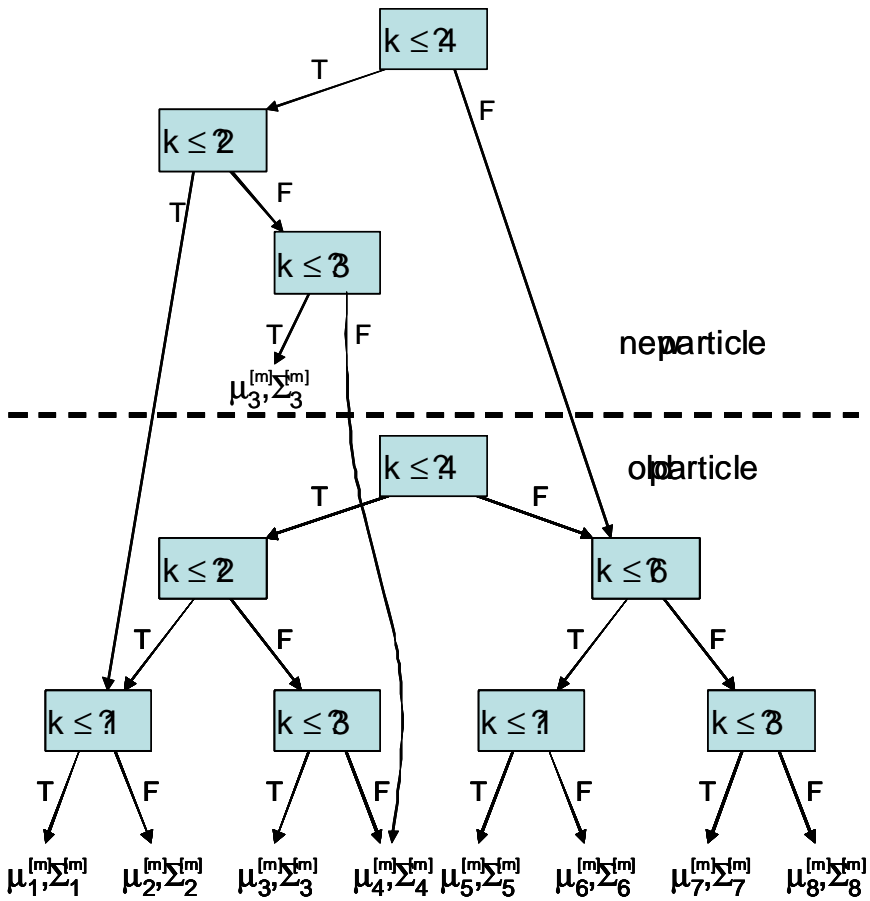 k ≤ 4?
T
F
k ≤ 2?
T
F
k ≤ 3?
T
F
new particle
μ₃^[m],Σ₃^[m]
k ≤ 4?
old particle
T
F
k ≤ 2?
k ≤ 6?
T
F
T
F
k ≤ 1?
k ≤ 3?
k ≤ 1?
k ≤ 3?
T F T F T F T F
μ₁^[m],Σ₁^[m] μ₂^[m],Σ₂^[m] μ₃^[m],Σ₃^[m] μ₄^[m],Σ₄^[m] μ₅^[m],Σ₅^[m] μ₆^[m],Σ₆^[m] μ₇^[m],Σ₇^[m] μ₈^[m],Σ₈^[m]